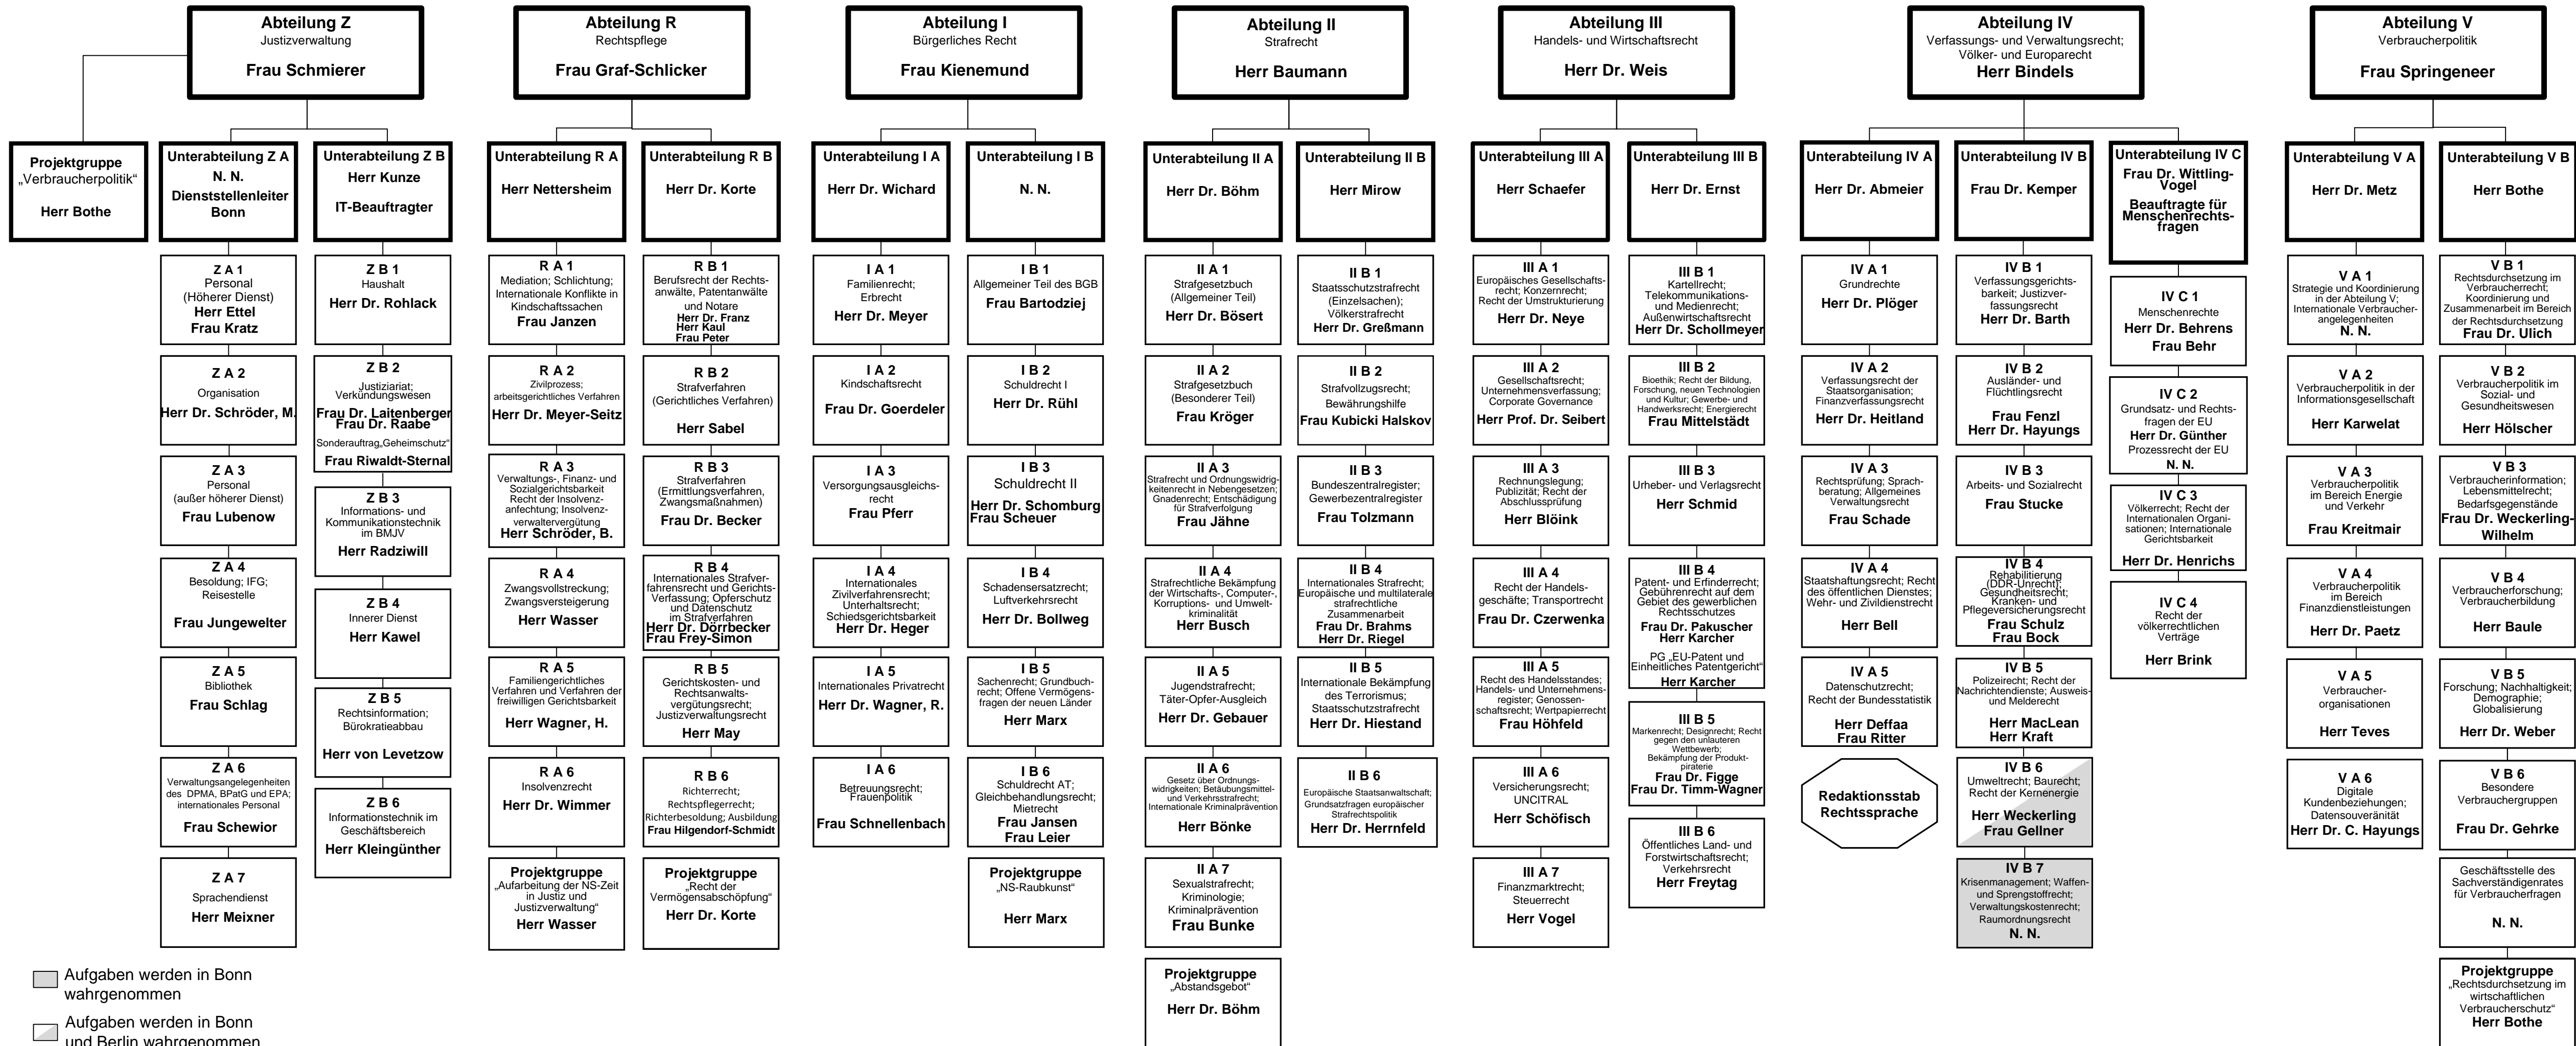 Abteilung Z
Justizverwaltung
Frau Schmierer
Abteilung R
Rechtspflege
Frau Graf-Schlicker
Abteilung I
Bürgerliches Recht
Frau Kienemund
Abteilung II
Strafrecht
Herr Baumann
Abteilung III
Handels- und Wirtschaftsrecht
Herr Dr. Weis
Abteilung IV
Verfassungs- und Verwaltungsrecht;
Völker- und Europarecht
Herr Bindels
Abteilung V
Verbraucherpolitik
Frau Springeneer
Projektgruppe
„Verbraucherpolitik“
Herr Bothe
Unterabteilung Z A
N. N.
Dienststellenleiter
Bonn
Z A 1
Personal
(Höherer Dienst)
Herr Ettel
Frau Kratz
Z A 2
Organisation
Herr Dr. Schröder, M.
Z A 3
Personal
(außer höherer Dienst)
Frau Lubenow
Z A 4
Besoldung; IFG;
Reisestelle
Frau Jungewelter
Z A 5
Bibliothek
Frau Schlag
Z A 6
Verwaltungsangelegenheiten
des DPMA, BPatG und EPA;
internationales Personal
Frau Schewior
Z A 7
Sprachendienst
Herr Meixner
Unterabteilung Z B
Herr Kunze
IT-Beauftragter
Z B 1
Haushalt
Herr Dr. Rohlack
Z B 2
Justiziariat;
Verkündungswesen
Frau Dr. Laitenberger
Frau Dr. Raabe
Sonderauftrag„Geheimschutz“
Frau Riwaldt-Sternal
Z B 3
Informations- und
Kommunikationstechnik
im BMJV
Herr Radziwill
Z B 4
Innerer Dienst
Herr Kawel
Z B 5
Rechtsinformation;
Bürokratieabbau
Herr von Levetzow
Z B 6
Informationstechnik im
Geschäftsbereich
Herr Kleingünther
Unterabteilung R A
Herr Nettersheim
R A 1
Mediation; Schlichtung;
Internationale Konflikte in
Kindschaftssachen
Frau Janzen
R A 2
Zivilprozess;
arbeitsgerichtliches Verfahren
Herr Dr. Meyer-Seitz
R A 3
Verwaltungs-, Finanz- und
Sozialgerichtsbarkeit
Recht der Insolvenz-
anfechtung; Insolvenz-
verwaltervergütung
Herr Schröder, B.
R A 4
Zwangsvollstreckung;
Zwangsversteigerung
Herr Wasser
R A 5
Familiengerichtliches
Verfahren und Verfahren der
freiwilligen Gerichtsbarkeit
Herr Wagner, H.
R A 6
Insolvenzrecht
Herr Dr. Wimmer
Projektgruppe
„Aufarbeitung der NS-Zeit
in Justiz und
Justizverwaltung“
Herr Wasser
Unterabteilung R B
Herr Dr. Korte
R B 1
Berufsrecht der Rechts-
anwälte, Patentanwälte
und Notare
Herr Dr. Franz
Herr Kaul
Frau Peter
R B 2
Strafverfahren
(Gerichtliches Verfahren)
Herr Sabel
R B 3
Strafverfahren
(Ermittlungsverfahren,
Zwangsmaßnahmen)
Frau Dr. Becker
R B 4
Internationales Strafver-
fahrensrecht und Gerichts-
Verfassung; Opferschutz
und Datenschutz
im Strafverfahren
Herr Dr. Dörrbecker
Frau Frey-Simon
R B 5
Gerichtskosten- und
Rechtsanwalts-
vergütungsrecht;
Justizverwaltungsrecht
Herr May
R B 6
Richterrecht;
Rechtspflegerrecht;
Richterbesoldung; Ausbildung
Frau Hilgendorf-Schmidt
Projektgruppe
„Recht der
Vermögensabschöpfung“
Herr Dr. Korte
Unterabteilung I A
Herr Dr. Wichard
I A 1
Familienrecht;
Erbrecht
Herr Dr. Meyer
I A 2
Kindschaftsrecht
Frau Dr. Goerdeler
I A 3
Versorgungsausgleichs-
recht
Frau Pferr
I A 4
Internationales
Zivilverfahrensrecht;
Unterhaltsrecht;
Schiedsgerichtsbarkeit
Herr Dr. Heger
I A 5
Internationales Privatrecht
Herr Dr. Wagner, R.
I A 6
Betreuungsrecht;
Frauenpolitik
Frau Schnellenbach
Unterabteilung I B
N. N.
I B 1
Allgemeiner Teil des BGB
Frau Bartodziej
I B 2
Schuldrecht I
Herr Dr. Rühl
I B 3
Schuldrecht II
Herr Dr. Schomburg
Frau Scheuer
I B 4
Schadensersatzrecht;
Luftverkehrsrecht
Herr Dr. Bollweg
I B 5
Sachenrecht; Grundbuch-
recht; Offene Vermögens-
fragen der neuen Länder
Herr Marx
I B 6
Schuldrecht AT;
Gleichbehandlungsrecht;
Mietrecht
Frau Jansen
Frau Leier
Projektgruppe
„NS-Raubkunst“
Herr Marx
Unterabteilung II A
Herr Dr. Böhm
II A 1
Strafgesetzbuch
(Allgemeiner Teil)
Herr Dr. Bösert
II A 2
Strafgesetzbuch
(Besonderer Teil)
Frau Kröger
II A 3
Strafrecht und Ordnungswidrig-
keitenrecht in Nebengesetzen;
Gnadenrecht; Entschädigung
für Strafverfolgung
Frau Jähne
II A 4
Strafrechtliche Bekämpfung
der Wirtschafts-, Computer-,
Korruptions- und Umwelt-
kriminalität
Herr Busch
II A 5
Jugendstrafrecht;
Täter-Opfer-Ausgleich
Herr Dr. Gebauer
II A 6
Gesetz über Ordnungs-
widrigkeiten; Betäubungsmittel-
und Verkehrsstrafrecht;
Internationale Kriminalprävention
Herr Bönke
II A 7
Sexualstrafrecht;
Kriminologie;
Kriminalprävention
Frau Bunke
Projektgruppe
„Abstandsgebot“
Herr Dr. Böhm
Unterabteilung II B
Herr Mirow
II B 1
Staatsschutzstrafrecht
(Einzelsachen);
Völkerstrafrecht
Herr Dr. Greßmann
II B 2
Strafvollzugsrecht;
Bewährungshilfe
Frau Kubicki Halskov
II B 3
Bundeszentralregister;
Gewerbezentralregister
Frau Tolzmann
II B 4
Internationales Strafrecht;
Europäische und multilaterale
strafrechtliche
Zusammenarbeit
Frau Dr. Brahms
Herr Dr. Riegel
II B 5
Internationale Bekämpfung
des Terrorismus;
Staatsschutzstrafrecht
Herr Dr. Hiestand
II B 6
Europäische Staatsanwaltschaft;
Grundsatzfragen europäischer
Strafrechtspolitik
Herr Dr. Herrnfeld
Unterabteilung III A
Herr Schaefer
III A 1
Europäisches Gesellschafts-
recht; Konzernrecht;
Recht der Umstrukturierung
Herr Dr. Neye
III A 2
Gesellschaftsrecht;
Unternehmensverfassung;
Corporate Governance
Herr Prof. Dr. Seibert
III A 3
Rechnungslegung;
Publizität; Recht der
Abschlussprüfung
Herr Blöink
III A 4
Recht der Handels-
geschäfte; Transportrecht
Frau Dr. Czerwenka
III A 5
Recht des Handelsstandes;
Handels- und Unternehmens-
register; Genossen-
schaftsrecht; Wertpapierrecht
Frau Höhfeld
III A 6
Versicherungsrecht;
UNCITRAL
Herr Schöfisch
III A 7
Finanzmarktrecht;
Steuerrecht
Herr Vogel
Unterabteilung III B
Herr Dr. Ernst
III B 1
Kartellrecht;
Telekommunikations-
und Medienrecht;
Außenwirtschaftsrecht
Herr Dr. Schollmeyer
III B 2
Bioethik; Recht der Bildung,
Forschung, neuen Technologien
und Kultur; Gewerbe- und
Handwerksrecht; Energierecht
Frau Mittelstädt
III B 3
Urheber- und Verlagsrecht
Herr Schmid
III B 4
Patent- und Erfinderrecht;
Gebührenrecht auf dem
Gebiet des gewerblichen
Rechtsschutzes
Frau Dr. Pakuscher
Herr Karcher
PG „EU-Patent und
Einheitliches Patentgericht“
Herr Karcher
III B 5
Markenrecht; Designrecht; Recht
gegen den unlauteren
Wettbewerb;
Bekämpfung der Produkt-
piraterie
Frau Dr. Figge
Frau Dr. Timm-Wagner
III B 6
Öffentliches Land- und
Forstwirtschaftsrecht;
Verkehrsrecht
Herr Freytag
Unterabteilung IV A
Herr Dr. Abmeier
IV A 1
Grundrechte
Herr Dr. Plöger
IV A 2
Verfassungsrecht der
Staatsorganisation;
Finanzverfassungsrecht
Herr Dr. Heitland
IV A 3
Rechtsprüfung; Sprach-
beratung; Allgemeines
Verwaltungsrecht
Frau Schade
IV A 4
Staatshaftungsrecht; Recht
des öffentlichen Dienstes;
Wehr- und Zivildienstrecht
Herr Bell
IV A 5
Datenschutzrecht;
Recht der Bundesstatistik
Herr Deffaa
Frau Ritter
Redaktionsstab
Rechtssprache
Unterabteilung IV B
Frau Dr. Kemper
IV B 1
Verfassungsgerichts-
barkeit; Justizver-
fassungsrecht
Herr Dr. Barth
IV B 2
Ausländer- und
Flüchtlingsrecht
Frau Fenzl
Herr Dr. Hayungs
IV B 3
Arbeits- und Sozialrecht
Frau Stucke
IV B 4
Rehabilitierung
(DDR-Unrecht);
Gesundheitsrecht;
Kranken- und
Pflegeversicherungsrecht
Frau Schulz
Frau Bock
IV B 5
Polizeirecht; Recht der
Nachrichtendienste; Ausweis-
und Melderecht
Herr MacLean
Herr Kraft
IV B 6
Umweltrecht; Baurecht;
Recht der Kernenergie
Herr Weckerling
Frau Gellner
IV B 7
Krisenmanagement; Waffen-
und Sprengstoffrecht;
Verwaltungskostenrecht;
Raumordnungsrecht
N. N.
Unterabteilung IV C
Frau Dr. Wittling-
Vogel
Beauftragte für
Menschenrechts-
fragen
IV C 1
Menschenrechte
Herr Dr. Behrens
Frau Behr
IV C 2
Grundsatz- und Rechts-
fragen der EU
Herr Dr. Günther
Prozessrecht der EU
N. N.
IV C 3
Völkerrecht; Recht der
Internationalen Organi-
sationen; Internationale
Gerichtsbarkeit
Herr Dr. Henrichs
IV C 4
Recht der
völkerrechtlichen
Verträge
Herr Brink
Unterabteilung V A
Herr Dr. Metz
V A 1
Strategie und Koordinierung
in der Abteilung V;
Internationale Verbraucher-
angelegenheiten
N. N.
V A 2
Verbraucherpolitik in der
Informationsgesellschaft
Herr Karwelat
V A 3
Verbraucherpolitik
im Bereich Energie
und Verkehr
Frau Kreitmair
V A 4
Verbraucherpolitik
im Bereich
Finanzdienstleistungen
Herr Dr. Paetz
V A 5
Verbraucher-
organisationen
Herr Teves
V A 6
Digitale
Kundenbeziehungen;
Datensouveränität
Herr Dr. C. Hayungs
Unterabteilung V B
Herr Bothe
V B 1
Rechtsdurchsetzung im
Verbraucherrecht;
Koordinierung und
Zusammenarbeit im Bereich
der Rechtsdurchsetzung
Frau Dr. Ulich
V B 2
Verbraucherpolitik im
Sozial- und
Gesundheitswesen
Herr Hölscher
V B 3
Verbraucherinformation;
Lebensmittelrecht;
Bedarfsgegenstände
Frau Dr. Weckerling-
Wilhelm
V B 4
Verbraucherforschung;
Verbraucherbildung
Herr Baule
V B 5
Forschung; Nachhaltigkeit;
Demographie;
Globalisierung
Herr Dr. Weber
V B 6
Besondere
Verbrauchergruppen
Frau Dr. Gehrke
Geschäftsstelle des
Sachverständigenrates
für Verbraucherfragen
N. N.
Projektgruppe
„Rechtsdurchsetzung im
wirtschaftlichen
Verbraucherschutz“
Herr Bothe
Aufgaben werden in Bonn
wahrgenommen
Aufgaben werden in Bonn
und Berlin wahrgenommen